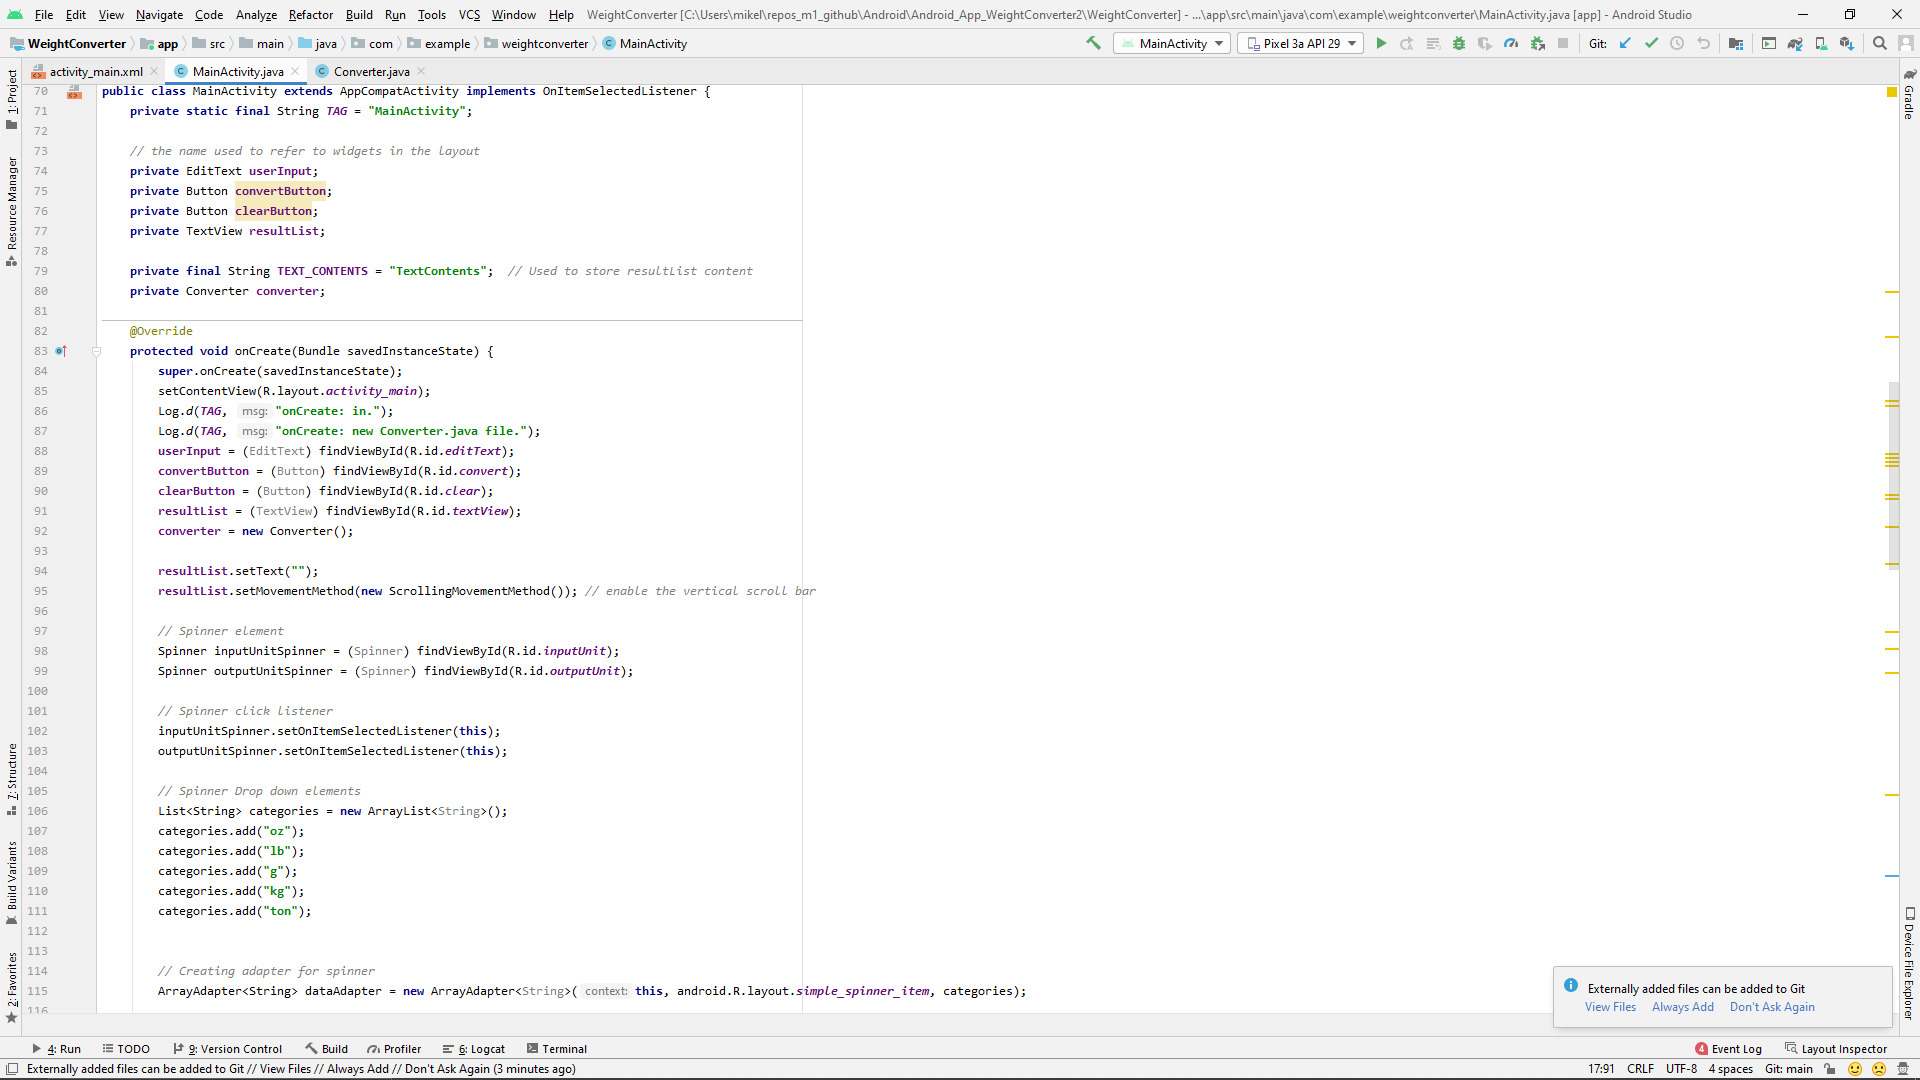 File Edit View Navigate Code Analyze Refactor Build Run Tools VCS Window Help WeightConverter [C:\Users\mikel\repos_m1_github\Android\Android_App_WeightConverter2\WeightConverter] - ...\app\src\main\java\com\example\weightconverter\MainActivity.java [app] - Android Studio
WeightConverter app src main java com example weightconverter MainActivity MainActivity Pixel 3a API 29 Git:
activity_main.xml MainActivity.java Converter.java
70 public class MainActivity extends AppCompatActivity implements OnItemSelectedListener {
71 private static final String TAG = "MainActivity";
72
73 // the name used to refer to widgets in the layout
74 private EditText userInput;
75 private Button convertButton;
76 private Button clearButton;
77 private TextView resultList;
78
79 private final String TEXT_CONTENTS = "TextContents"; // Used to store resultList content
80 private Converter converter;
81
82 @Override
83 protected void onCreate(Bundle savedInstanceState) {
84 super.onCreate(savedInstanceState);
85 setContentView(R.layout.activity_main);
86 Log.d(TAG, msg: "onCreate: in.");
87 Log.d(TAG, msg: "onCreate: new Converter.java file.");
88 userInput = (EditText) findViewById(R.id.editText);
89 convertButton = (Button) findViewById(R.id.convert);
90 clearButton = (Button) findViewById(R.id.clear);
91 resultList = (TextView) findViewById(R.id.textView);
92 converter = new Converter();
93
94 resultList.setText("");
95 resultList.setMovementMethod(new ScrollingMovementMethod()); // enable the vertical scroll bar
96
97 // Spinner element
98 Spinner inputUnitSpinner = (Spinner) findViewById(R.id.inputUnit);
99 Spinner outputUnitSpinner = (Spinner) findViewById(R.id.outputUnit);
100
101 // Spinner click listener
102 inputUnitSpinner.setOnItemSelectedListener(this);
103 outputUnitSpinner.setOnItemSelectedListener(this);
104
105 // Spinner Drop down elements
106 List<String> categories = new ArrayList<String>();
107 categories.add("oz");
108 categories.add("lb");
109 categories.add("g");
110 categories.add("kg");
111 categories.add("ton");
112
113
114 // Creating adapter for spinner
115 ArrayAdapter<String> dataAdapter = new ArrayAdapter<String>( context: this, android.R.layout.simple_spinner_item, categories);
116
1: Project
Resource Manager
7: Structure
Build Variants
2: Favorites
Gradle
Device File Explorer
Externally added files can be added to Git
View Files Always Add Don't Ask Again
4: Run TODO 9: Version Control Build Profiler 6: Logcat Terminal 4 Event Log Layout Inspector
Externally added files can be added to Git // View Files // Always Add // Don't Ask Again (3 minutes ago) 17:91 CRLF UTF-8 4 spaces Git: main